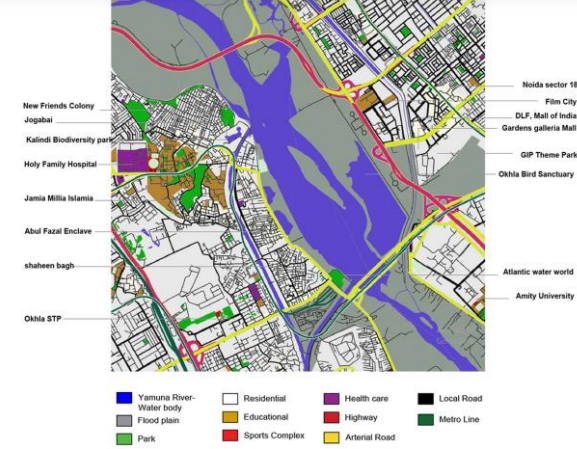 Noida sector 18
Film City
New Friends Colony
DLF, Mall of India
Jogabai
Gardens galleria Mall
Kalindi Biodiversity park
GIP Theme Park
Holy Family Hospital
Okhla Bird Sanctuary
Jamia Millia Islamia
Abul Fazal Enclave
shaheen bagh
Atlantic water world
Amity University
Okhla STP
Yamuna River-
Water body
Flood plain
Park
Residential
Educational
Sports Complex
Health care
Highway
Arterial Road
Local Road
Metro Line